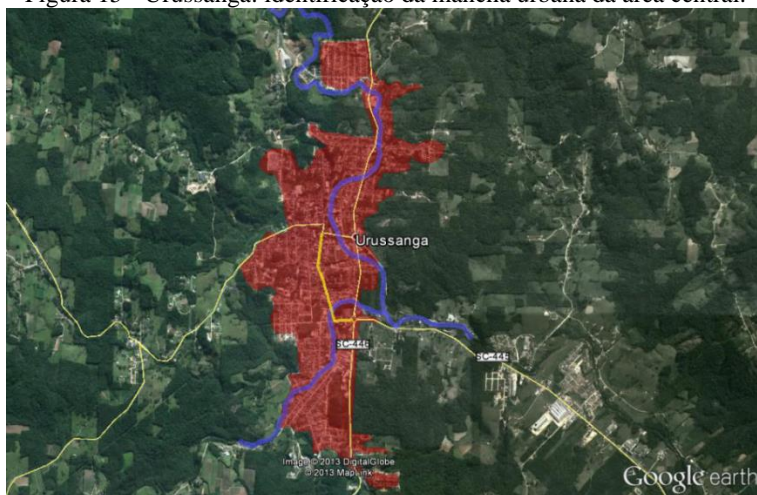 Figura 15 – Urussanga: identificação da mancha urbana da área central.
Urussanga
SC-446
SC-446
Image © 2013 DigitalGlobe
© 2013 MapLink
Google earth